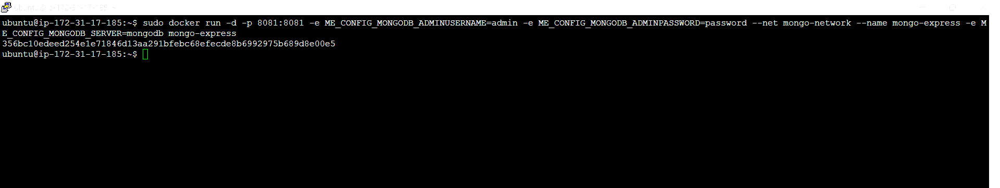 ubuntu@ip-172-31-17-185: ~
ubuntu@ip-172-31-17-185:~$ sudo docker run -d -p 8081:8081 -e ME_CONFIG_MONGODB_ADMINUSERNAME=admin -e ME_CONFIG_MONGODB_ADMINPASSWORD=password --net mongo-network --name mongo-express -e M
E_CONFIG_MONGODB_SERVER=mongodb mongo-express
356bc10edeed254e1e71846d13aa291bfebc68efecde8b6992975b689d8e00e5
ubuntu@ip-172-31-17-185:~$